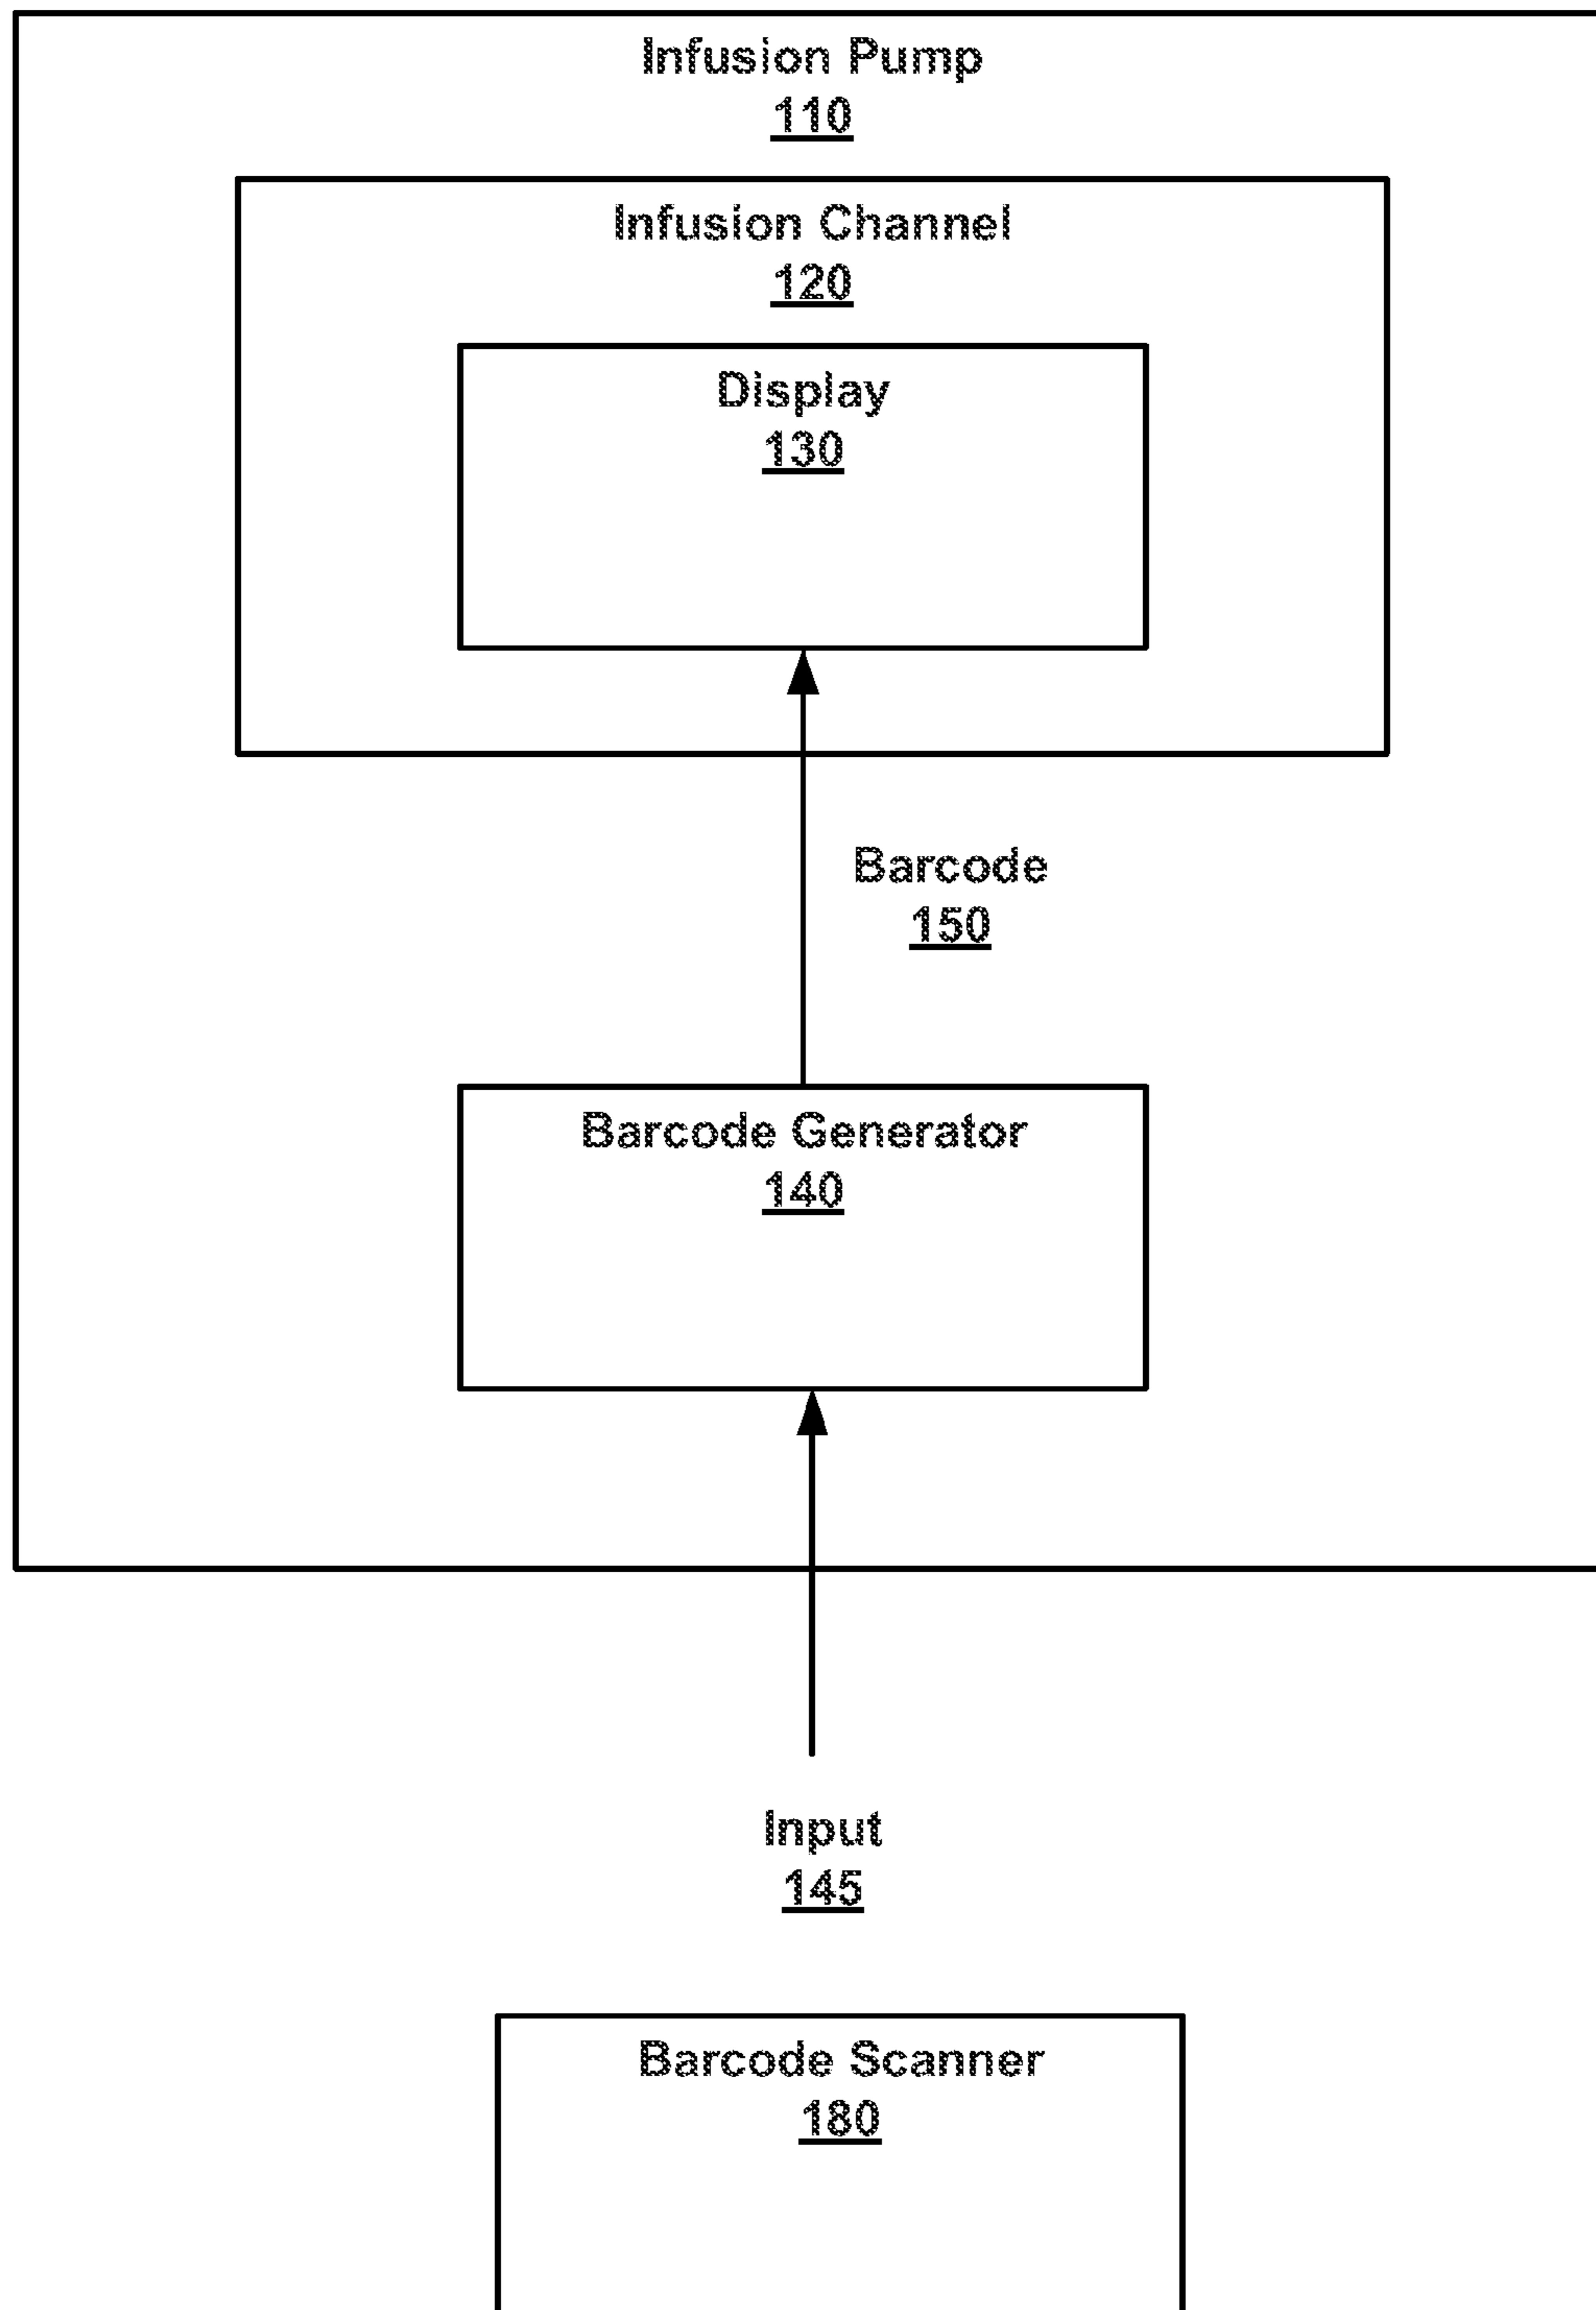 Infusion Pump
110
Infusion Channel
120
Display
130
Barcode
150
Barcode Generator
140
Input
145
Barcode Scanner
180